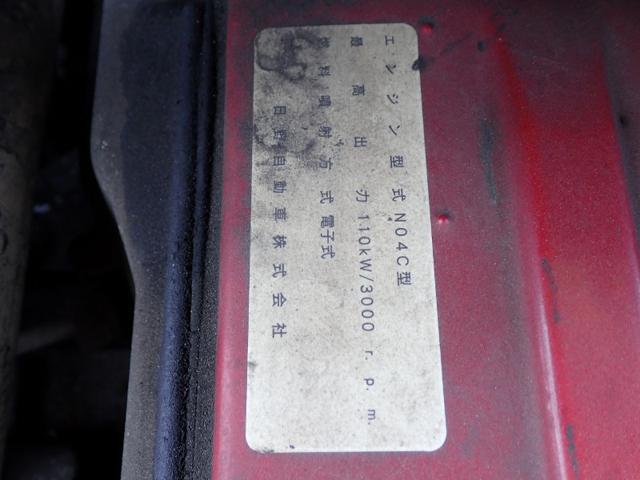 エンジン型式 N04C型
最高出力 110kW/3000 r.p.m.
燃料噴射方式 電子式
日野自動車株式会社